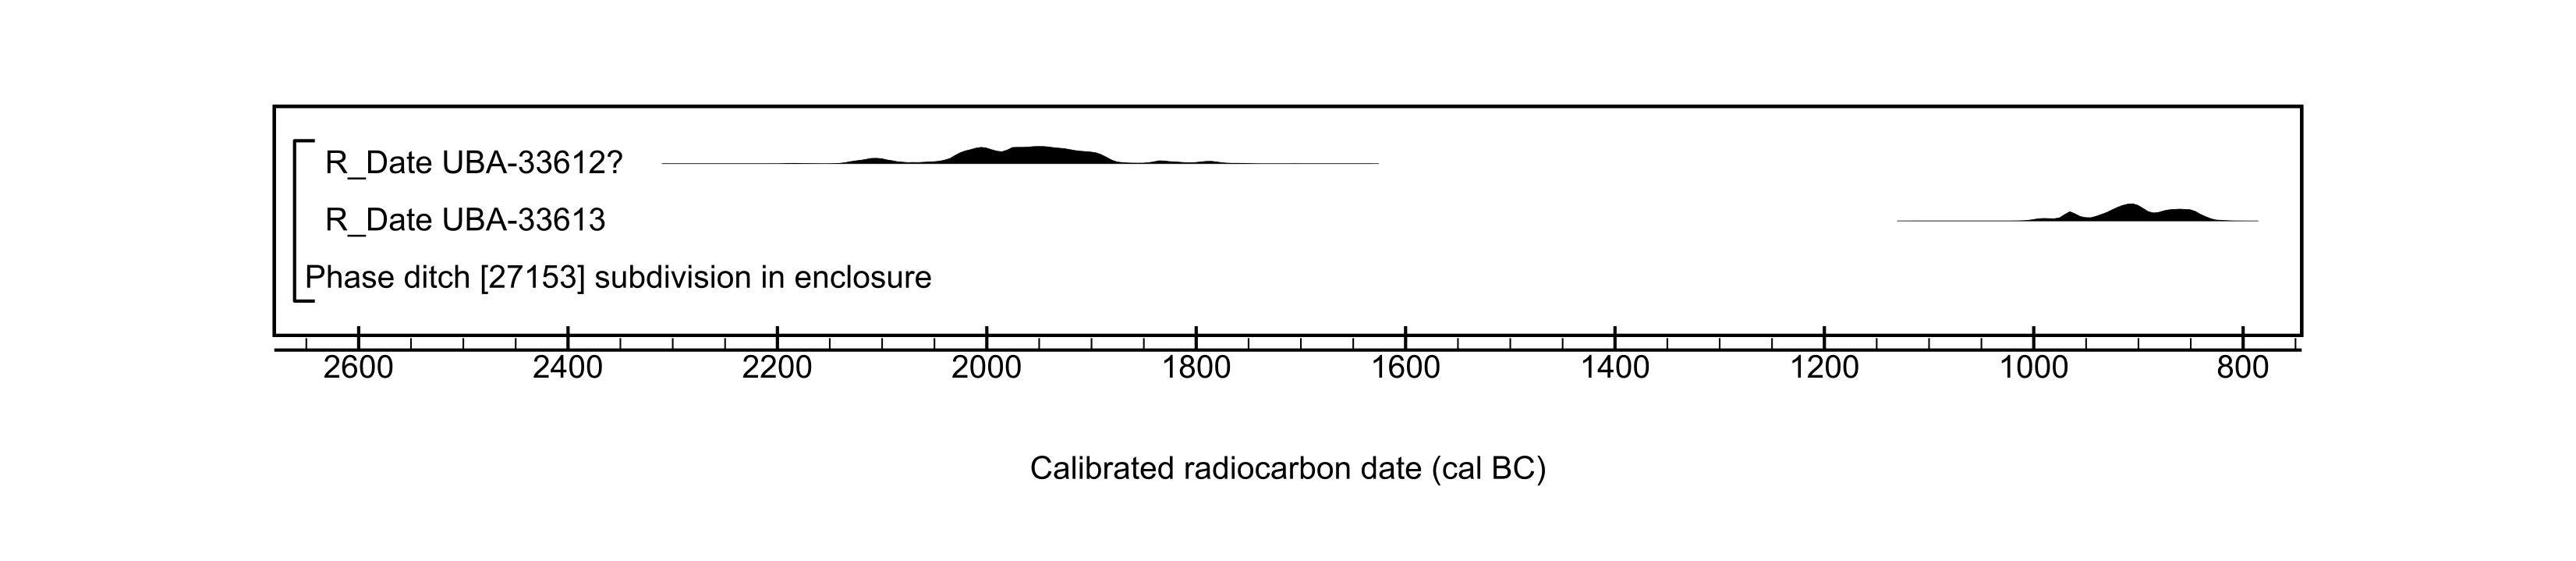 R_Date UBA-33612?
R_Date UBA-33613
Phase ditch [27153] subdivision in enclosure
2600 2400 2200 2000 1800 1600 1400 1200 1000 800
Calibrated radiocarbon date (cal BC)